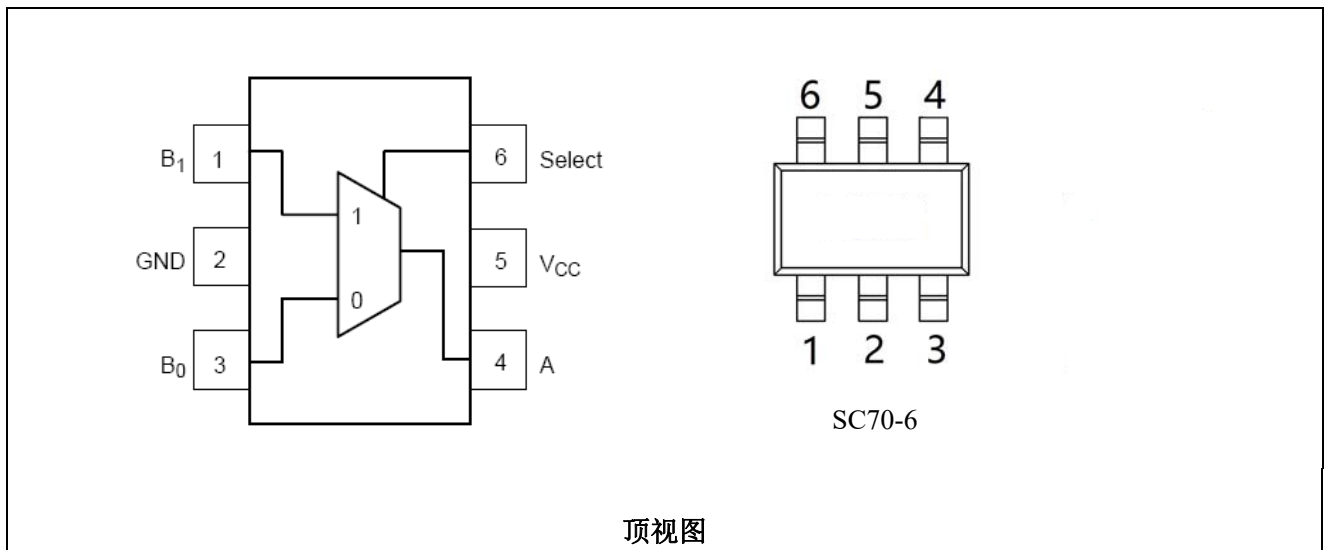 B1 1
6 Select
1
GND 2
5 VCC
0
B0 3
4 A
6 5 4
1 2 3
SC70-6
顶视图